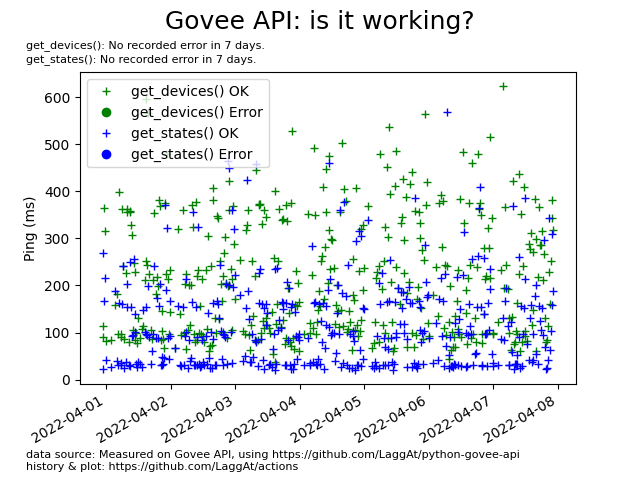 Govee API: is it working?
get_devices(): No recorded error in 7 days.
get_states(): No recorded error in 7 days.
get_devices() OK
get_devices() Error
get_states() OK
get_states() Error
Ping (ms)
600
500
400
300
200
100
0
2022-04-01
2022-04-02
2022-04-03
2022-04-04
2022-04-05
2022-04-06
2022-04-07
2022-04-08
data source: Measured on Govee API, using https://github.com/LaggAt/python-govee-api
history & plot: https://github.com/LaggAt/actions